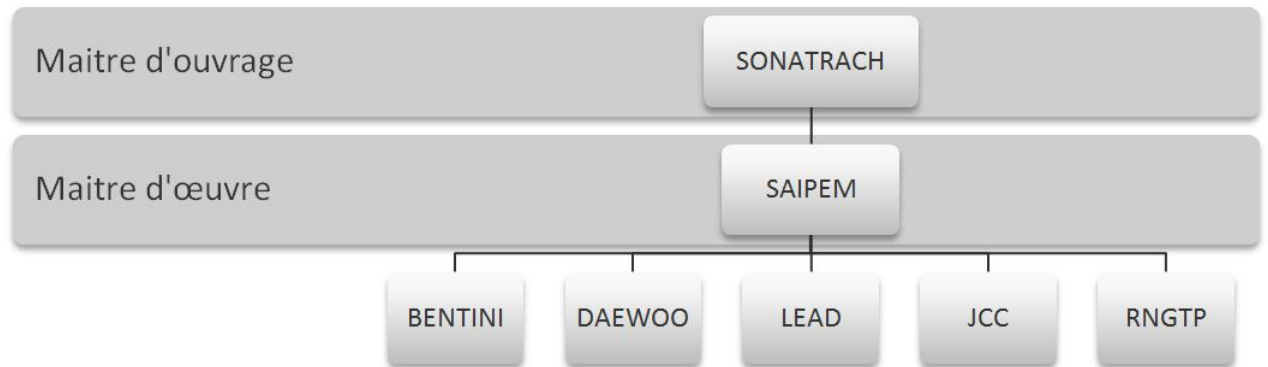 Maitre d'ouvrage
SONATRACH
Maitre d'œuvre
SAIPEM
BENTINI
DAEWOO
LEAD
JCC
RNGTP